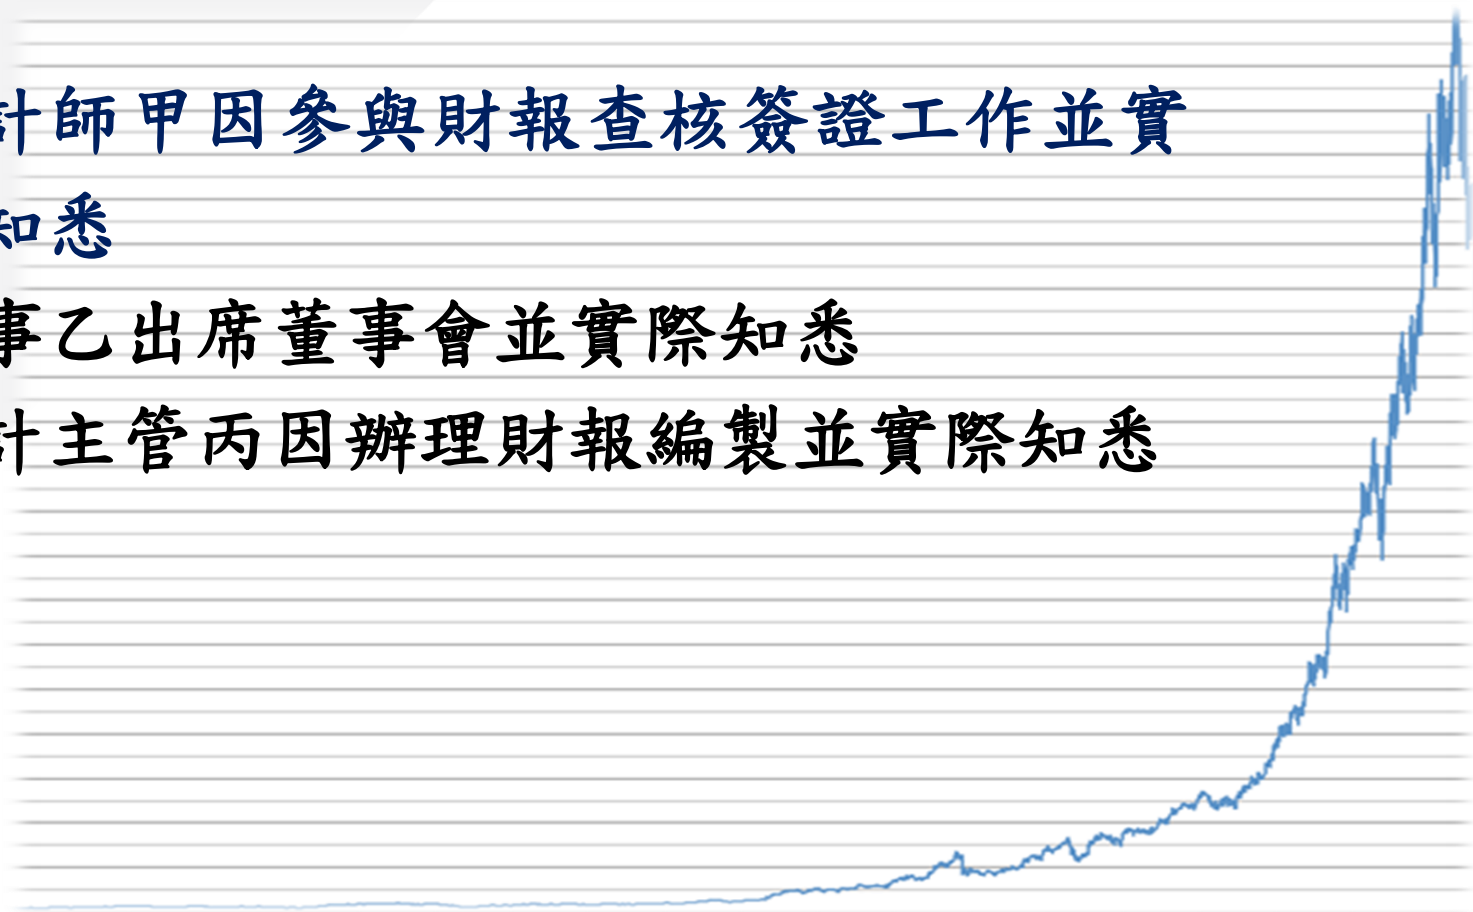 計師甲因參與財報查核簽證工作並實
知悉
事乙出席董事會並實際知悉
計主管丙因辦理財報編製並實際知悉